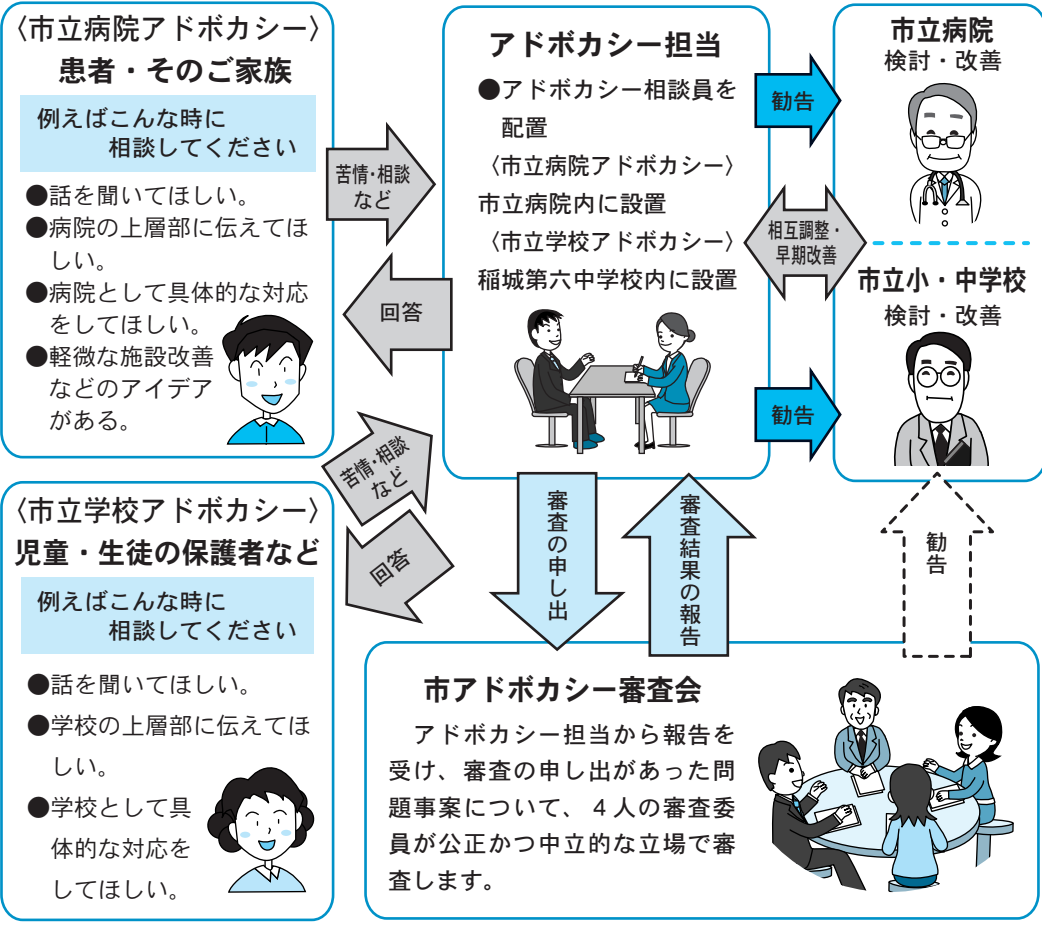 〈市立病院アドボカシー〉
患者・そのご家族
例えばこんな時に
相談してください
●話を聞いてほしい。
●病院の上層部に伝えてほ
しい。
●病院として具体的な対応
をしてほしい。
●軽微な施設改善
などのアイデア
がある。
苦情・相談
など
回答
アドボカシー担当
●アドボカシー相談員を
配置
〈市立病院アドボカシー〉
市立病院内に設置
〈市立学校アドボカシー〉
稲城第六中学校内に設置
勧告
相互調整・
早期改善
勧告
市立病院
検討・改善
市立小・中学校
検討・改善
〈市立学校アドボカシー〉
児童・生徒の保護者など
例えばこんな時に
相談してください
●話を聞いてほしい。
●学校の上層部に伝えてほ
しい。
●学校として具
体的な対応を
してほしい。
苦情・相談
など
回答
審査の申し出
審査結果の報告
勧告
市アドボカシー審査会
アドボカシー担当から報告を
受け、審査の申し出があった問
題事案について、４人の審査委
員が公正かつ中立的な立場で審
査します。